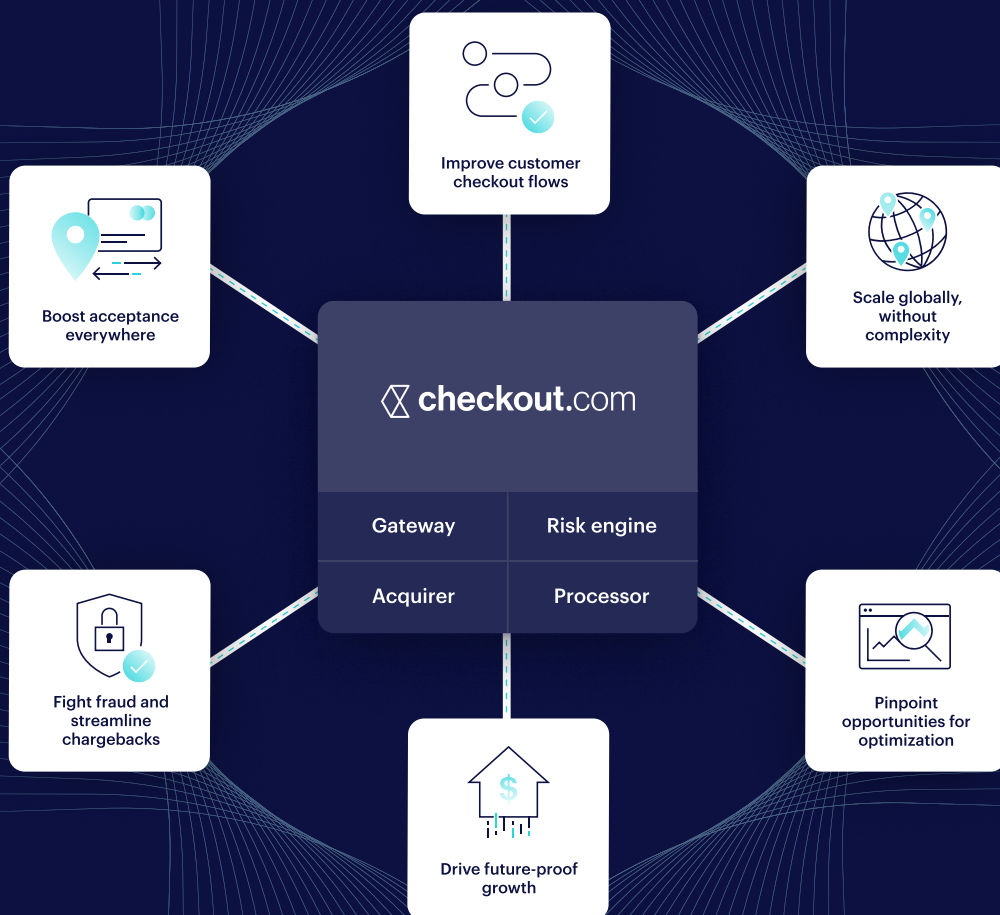 Improve customer
checkout flows
Boost acceptance
everywhere
Scale globally,
without
complexity
checkout.com
Gateway
Risk engine
Acquirer
Processor
Fight fraud and
streamline
chargebacks
Pinpoint
opportunities for
optimization
$
Drive future-proof
growth